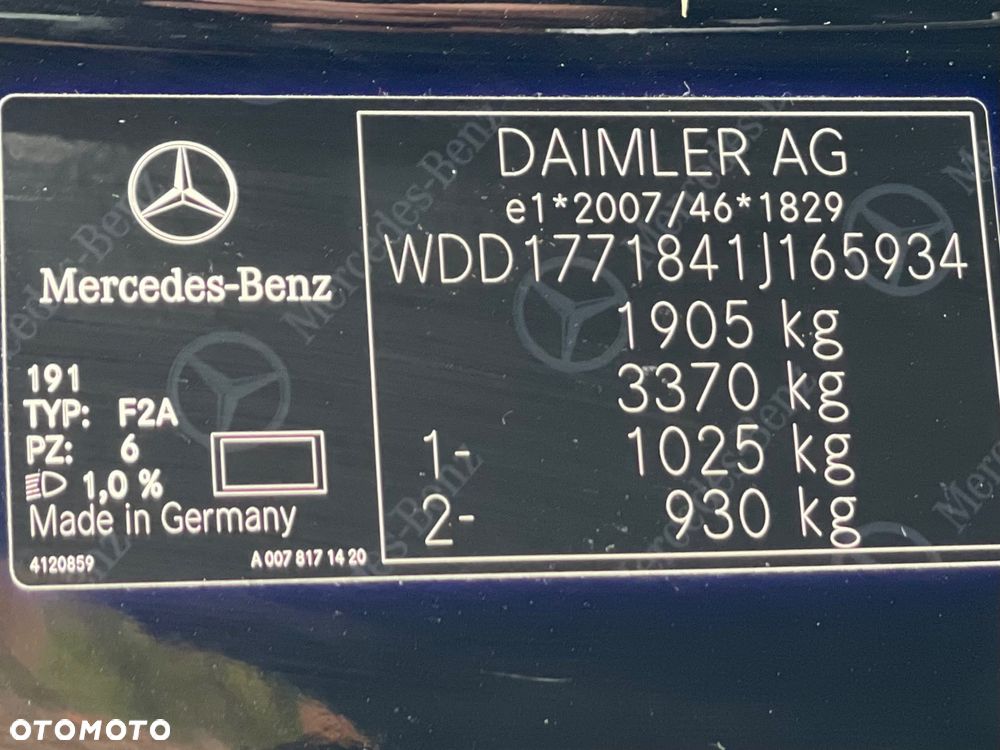 Mercedes-Benz
191
TYP: F2A
PZ: 6
1,0 %
Made in Germany
4120859 A 007 817 14 20
DAIMLER AG
e1*2007/46*1829
WDD1771841J165934
1905 kg
3370 kg
1- 1025 kg
2- 930 kg
OTOMOTO